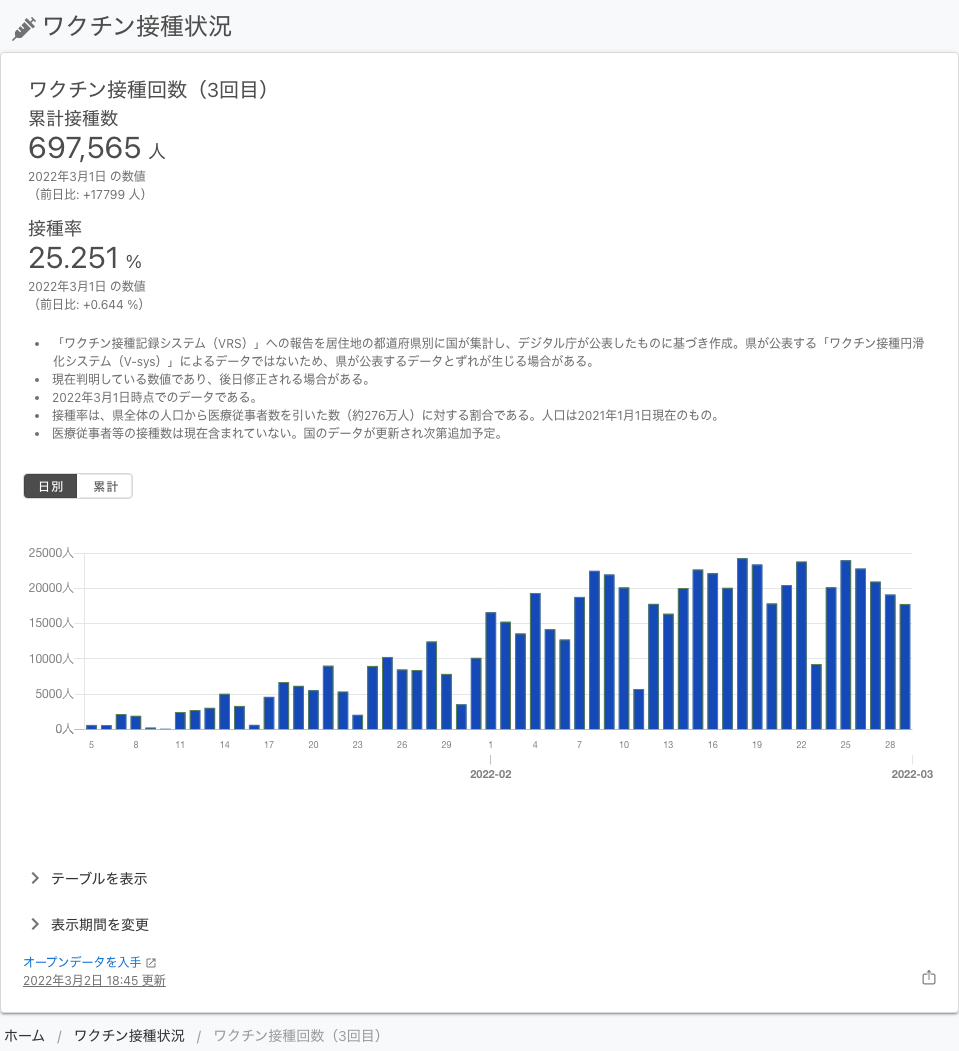 ワクチン接種状況
ワクチン接種回数（3回目）
累計接種数
697,565 人
2022年3月1日 の数値
（前日比: +17799 人）
接種率
25.251 %
2022年3月1日 の数値
（前日比: +0.644 %）
「ワクチン接種記録システム（VRS）」への報告を居住地の都道府県別に国が集計し、デジタル庁が公表したものに基づき作成。県が公表する「ワクチン接種円滑
化システム（V-sys）」によるデータではないため、県が公表するデータとずれが生じる場合がある。
現在判明している数値であり、後日修正される場合がある。
2022年3月1日時点でのデータである。
接種率は、県全体の人口から医療従事者数を引いた数（約276万人）に対する割合である。人口は2021年1月1日現在のもの。
医療従事者等の接種数は現在含まれていない。国のデータが更新され次第追加予定。
日別 累計
25000人
20000人
15000人
10000人
5000人
0人
5 8 11 14 17 20 23 26 29 1 4 7 10 13 16 19 22 25 28
2022-02 2022-03
テーブルを表示
表示期間を変更
オープンデータを入手
2022年3月2日 18:45 更新
ホーム / ワクチン接種状況 / ワクチン接種回数（3回目）